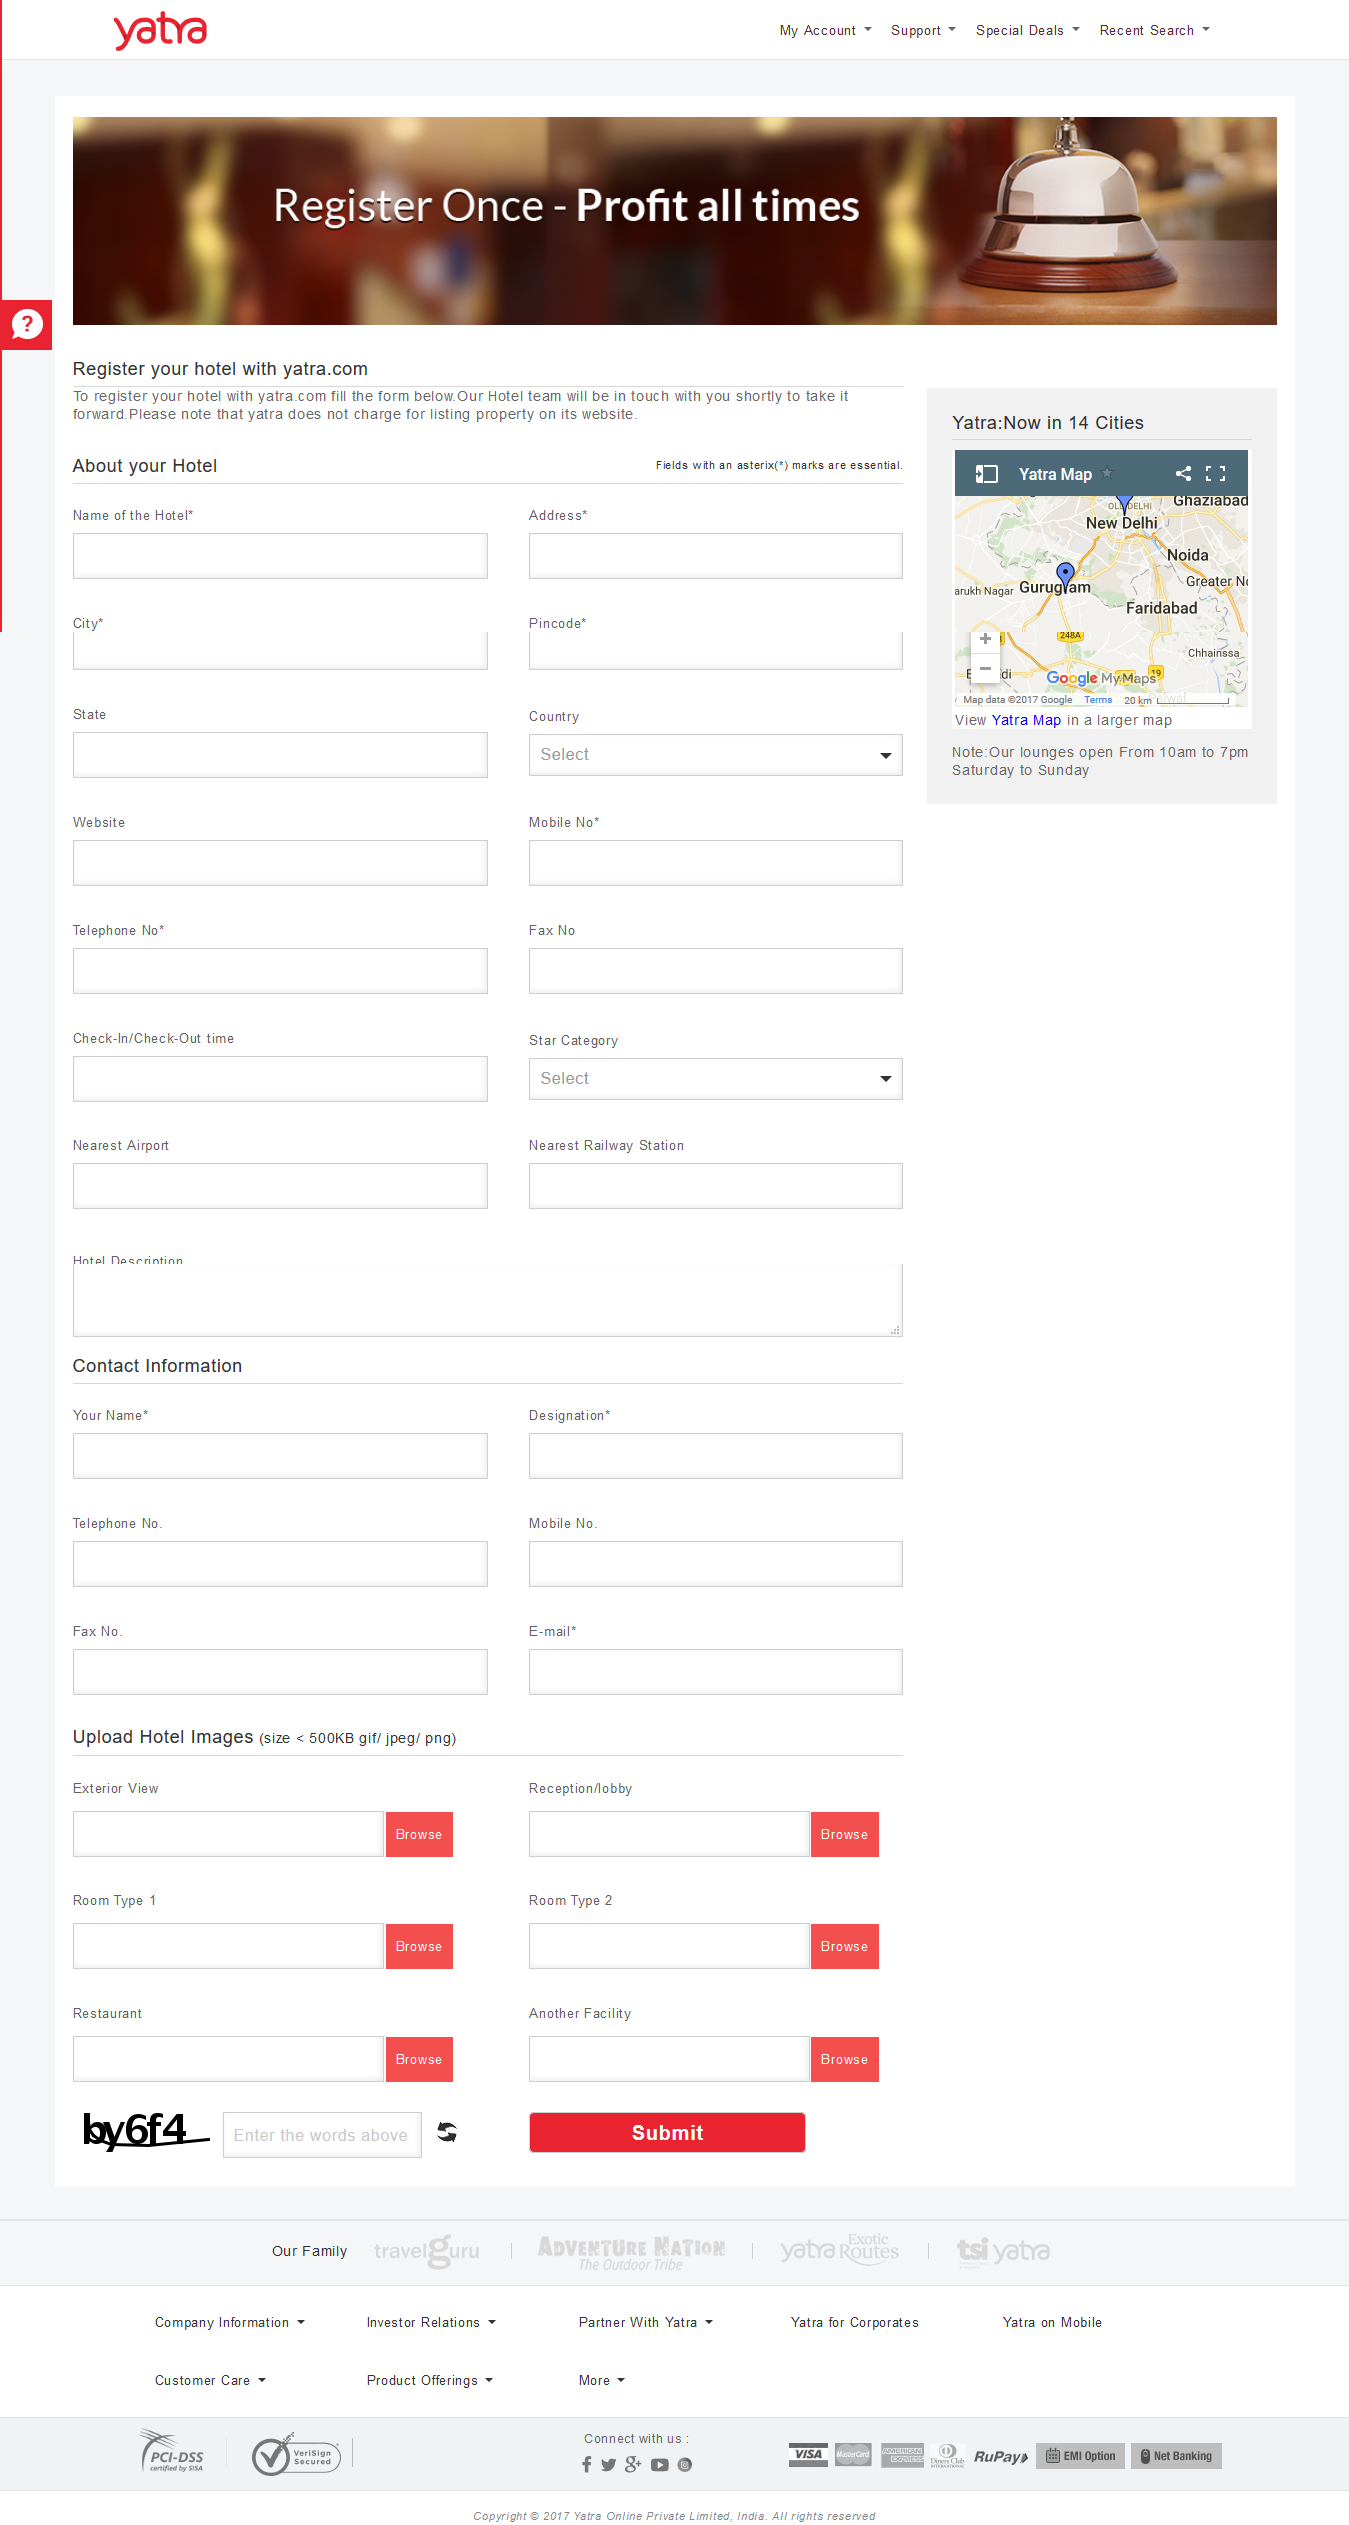 yatra
My Account Support Special Deals Recent Search
Register Once - Profit all times
?
Register your hotel with yatra.com
To register your hotel with yatra.com fill the form below.Our Hotel team will be in touch with you shortly to take it
forward.Please note that yatra does not charge for listing property on its website.
About your Hotel
Fields with an asterix(*) marks are essential.
Name of the Hotel*
Address*
City*
Pincode*
State
Country
Select
Website
Mobile No*
Telephone No*
Fax No
Check-In/Check-Out time
Star Category
Select
Nearest Airport
Nearest Railway Station
Hotel Description
Yatra:Now in 14 Cities
Yatra Map
Ghaziabad
OLD DELHI
New Delhi
Noida
arukh Nagar
Gurugram
Greater No
Faridabad
248A
Chhainssa
di
19
Google My Maps
Palwal
Map data ©2017 Google Terms 20 km
View Yatra Map in a larger map
Note:Our lounges open From 10am to 7pm
Saturday to Sunday
Contact Information
Your Name*
Designation*
Telephone No.
Mobile No.
Fax No.
E-mail*
Upload Hotel Images (size < 500KB gif/ jpeg/ png)
Exterior View
Reception/lobby
Browse
Browse
Room Type 1
Room Type 2
Browse
Browse
Restaurant
Another Facility
Browse
Browse
by6f4
Enter the words above
Submit
Our Family
travelguru
ADVENTURE NATION
The Outdoor Tribe
yatra Exotic Routes
tsi yatra
Company Information Investor Relations Partner With Yatra Yatra for Corporates Yatra on Mobile
Customer Care Product Offerings More
PCI-DSS
certified by SISA
VeriSign
Secured
Connect with us :
VISA
MasterCard
AMERICAN EXPRESS
Diners Club
INTERNATIONAL
RuPay
EMI Option
Net Banking
Copyright © 2017 Yatra Online Private Limited, India. All rights reserved